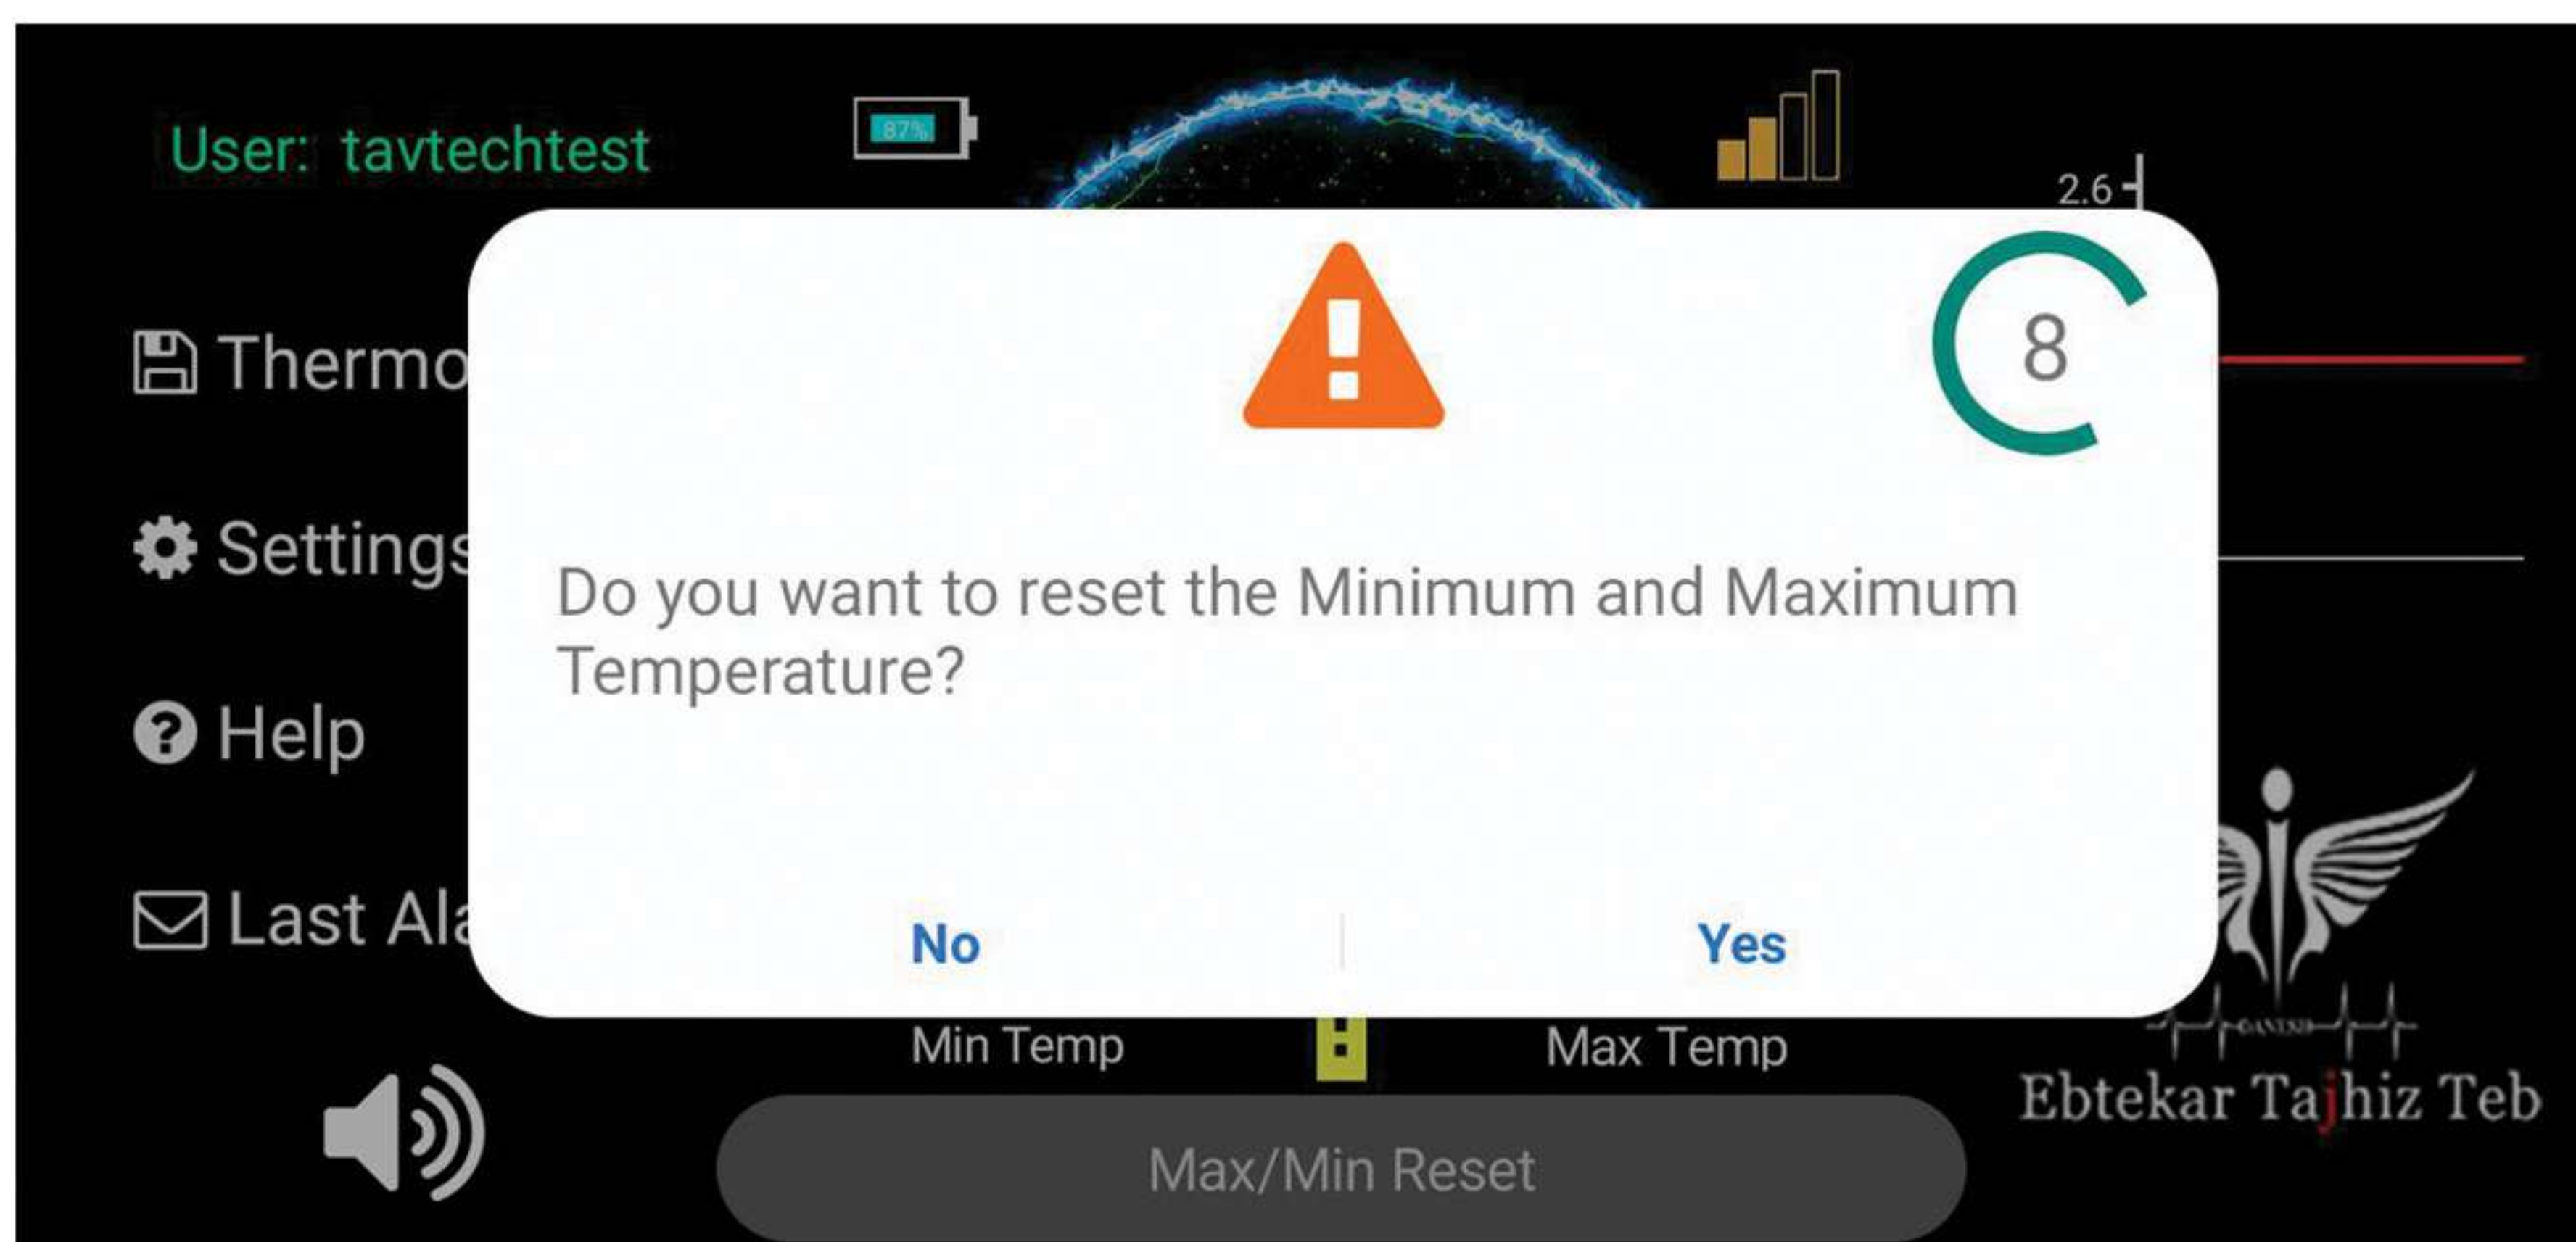 User: tavtechtest
87%
2.6
8
Thermo
Settings
Do you want to reset the Minimum and Maximum
Temperature?
Help
Last Ala
No
Yes
Min Temp
Max Temp
Ebtekar Tajhiz Teb
Max/Min Reset